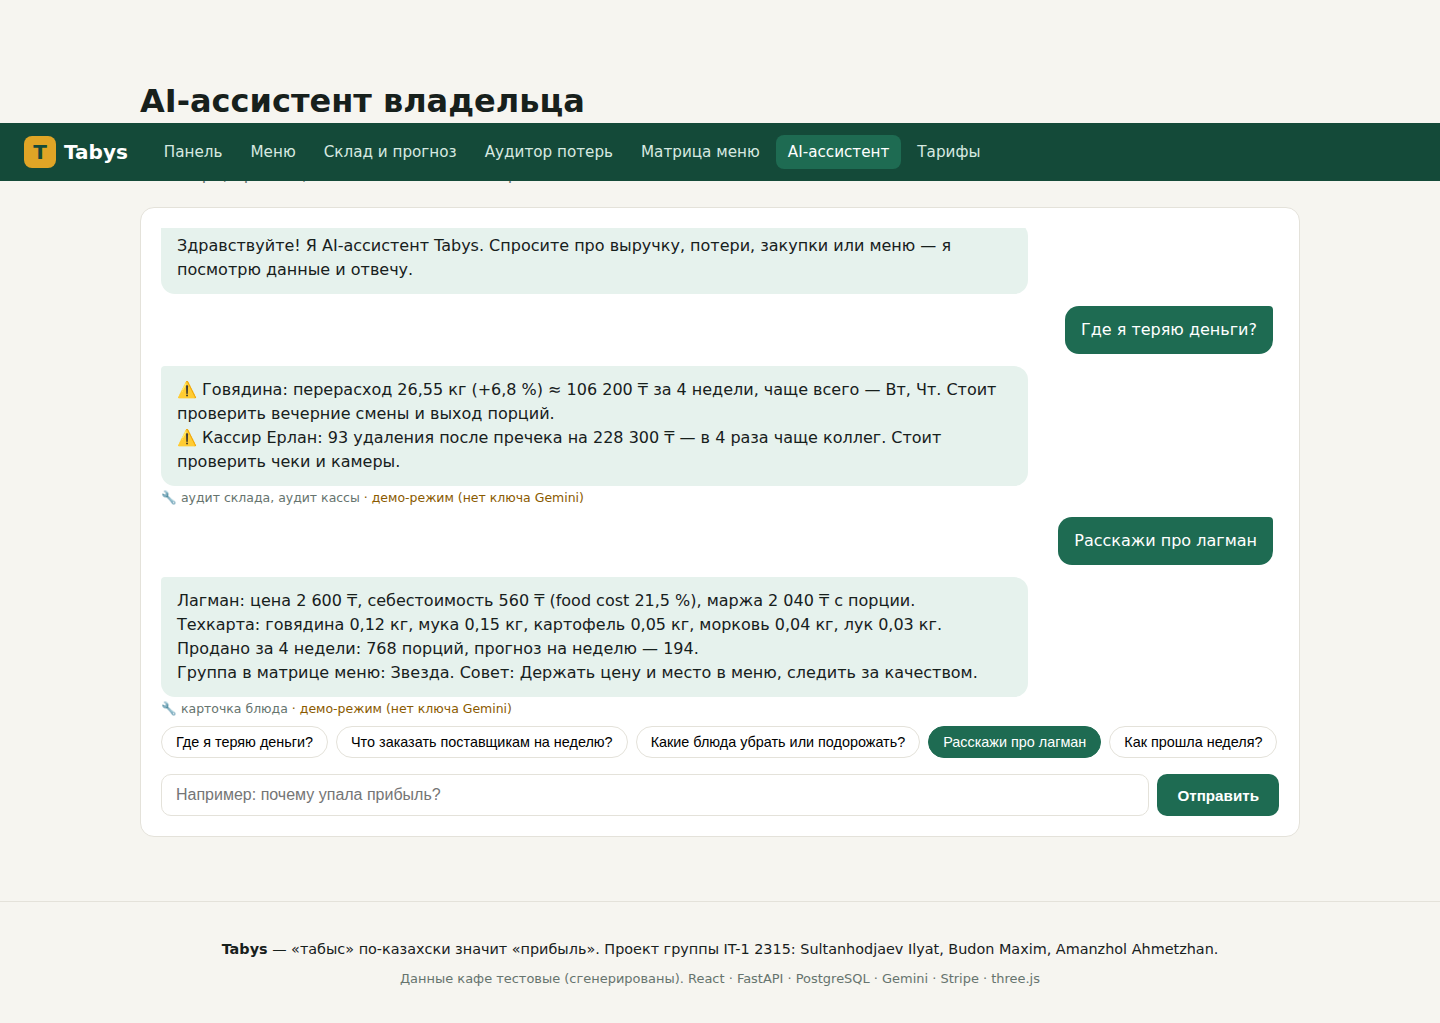 AI-ассистент владельца
T Tabys Панель Меню Склад и прогноз Аудитор потерь Матрица меню AI-ассистент Тарифы
Здравствуйте! Я AI-ассистент Tabys. Спросите про выручку, потери, закупки или меню — я
посмотрю данные и отвечу.
Где я теряю деньги?
⚠️ Говядина: перерасход 26,55 кг (+6,8 %) ≈ 106 200 ₸ за 4 недели, чаще всего — Вт, Чт. Стоит
проверить вечерние смены и выход порций.
⚠️ Кассир Ерлан: 93 удаления после пречека на 228 300 ₸ — в 4 раза чаще коллег. Стоит
проверить чеки и камеры.
🔧 аудит склада, аудит кассы · демо-режим (нет ключа Gemini)
Расскажи про лагман
Лагман: цена 2 600 ₸, себестоимость 560 ₸ (food cost 21,5 %), маржа 2 040 ₸ с порции.
Техкарта: говядина 0,12 кг, мука 0,15 кг, картофель 0,05 кг, морковь 0,04 кг, лук 0,03 кг.
Продано за 4 недели: 768 порций, прогноз на неделю — 194.
Группа в матрице меню: Звезда. Совет: Держать цену и место в меню, следить за качеством.
🔧 карточка блюда · демо-режим (нет ключа Gemini)
Где я теряю деньги? Что заказать поставщикам на неделю? Какие блюда убрать или подорожать? Расскажи про лагман Как прошла неделя?
Например: почему упала прибыль? Отправить
Tabys — «табыс» по-казахски значит «прибыль». Проект группы IT-1 2315: Sultanhodjaev Ilyat, Budon Maxim, Amanzhol Ahmetzhan.
Данные кафе тестовые (сгенерированы). React · FastAPI · PostgreSQL · Gemini · Stripe · three.js